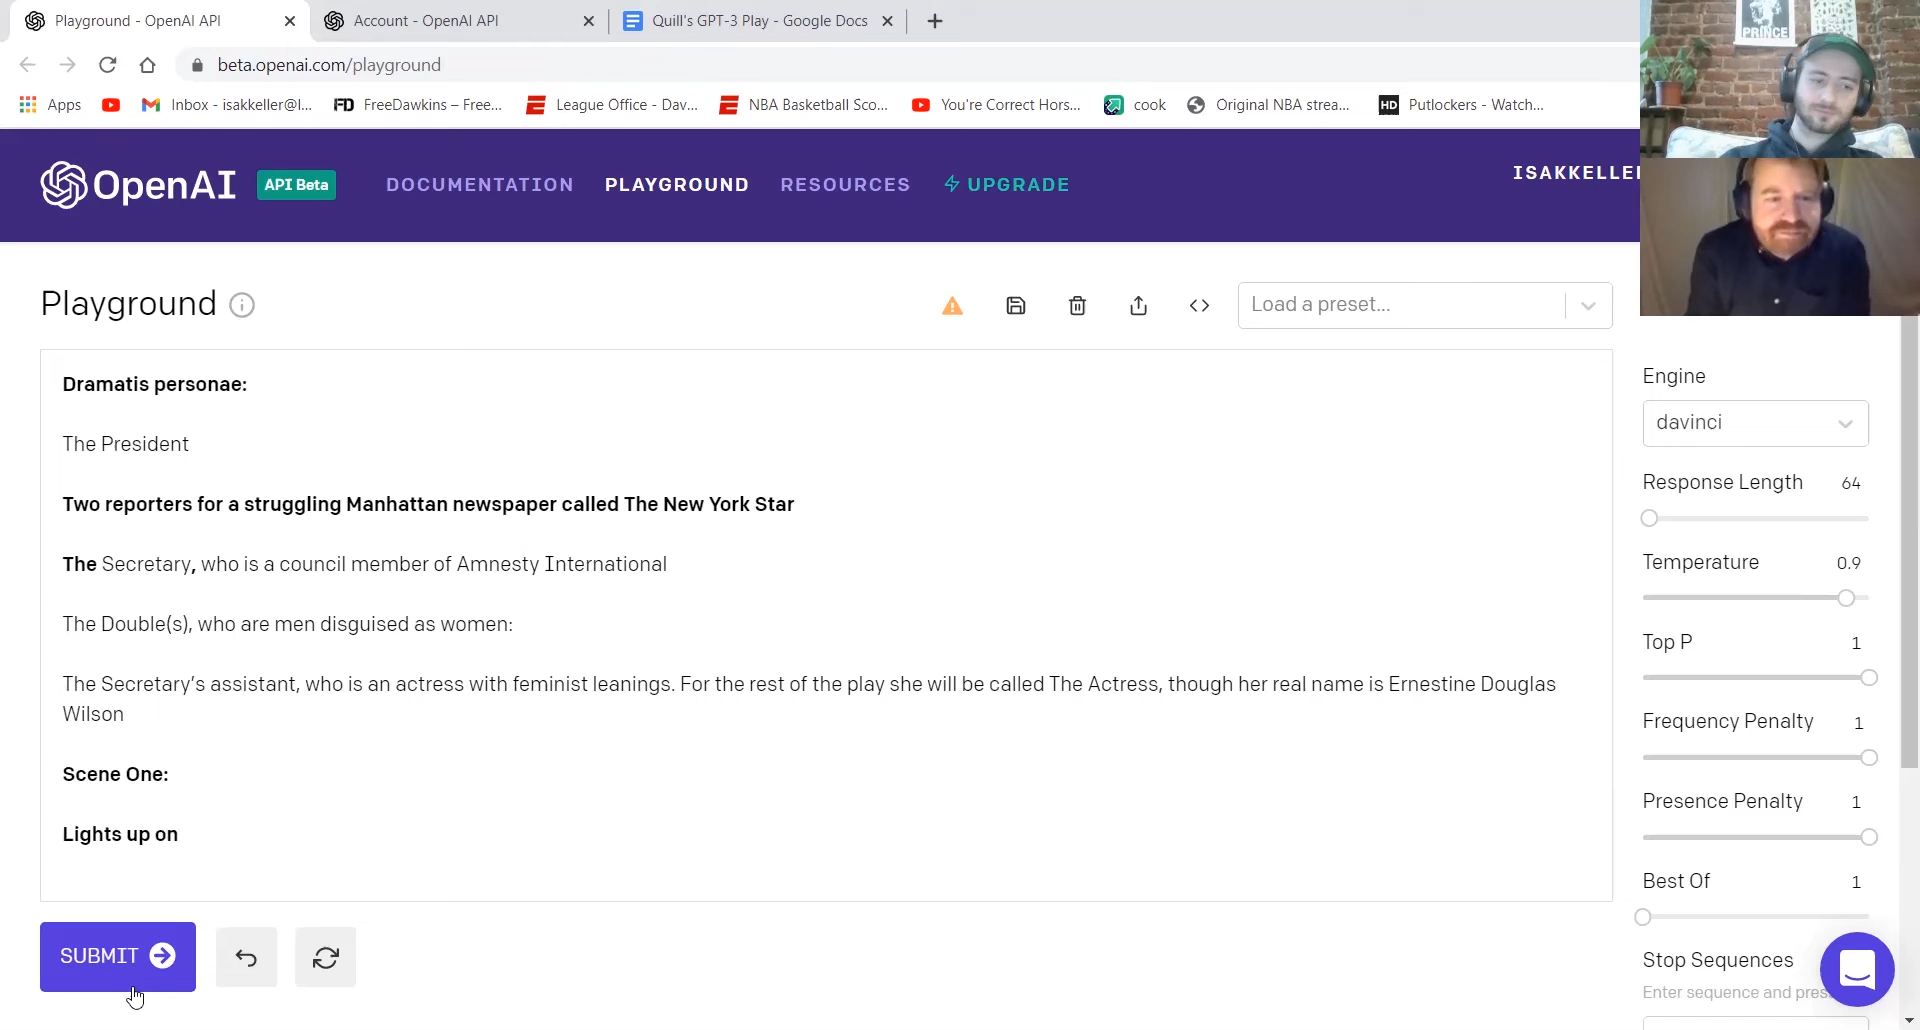 Playground - OpenAI API
Account - OpenAI API
Quill's GPT-3 Play - Google Docs
beta.openai.com/playground
Apps
Inbox - isakkeller@l...
FD FreeDawkins – Free...
League Office - Dav...
NBA Basketball Sco...
You're Correct Hors...
cook
Original NBA strea...
HD Putlockers - Watch...
PRINCE
OpenAI
API Beta
DOCUMENTATION
PLAYGROUND
RESOURCES
UPGRADE
ISAKKELLE
Playground
Load a preset...
Dramatis personae:
The President
Two reporters for a struggling Manhattan newspaper called The New York Star
The Secretary, who is a council member of Amnesty International
The Double(s), who are men disguised as women:
The Secretary's assistant, who is an actress with feminist leanings. For the rest of the play she will be called The Actress, though her real name is Ernestine Douglas
Wilson
Scene One:
Lights up on
SUBMIT
Engine
davinci
Response Length 64
Temperature 0.9
Top P 1
Frequency Penalty 1
Presence Penalty 1
Best Of 1
Stop Sequences
Enter sequence and pres